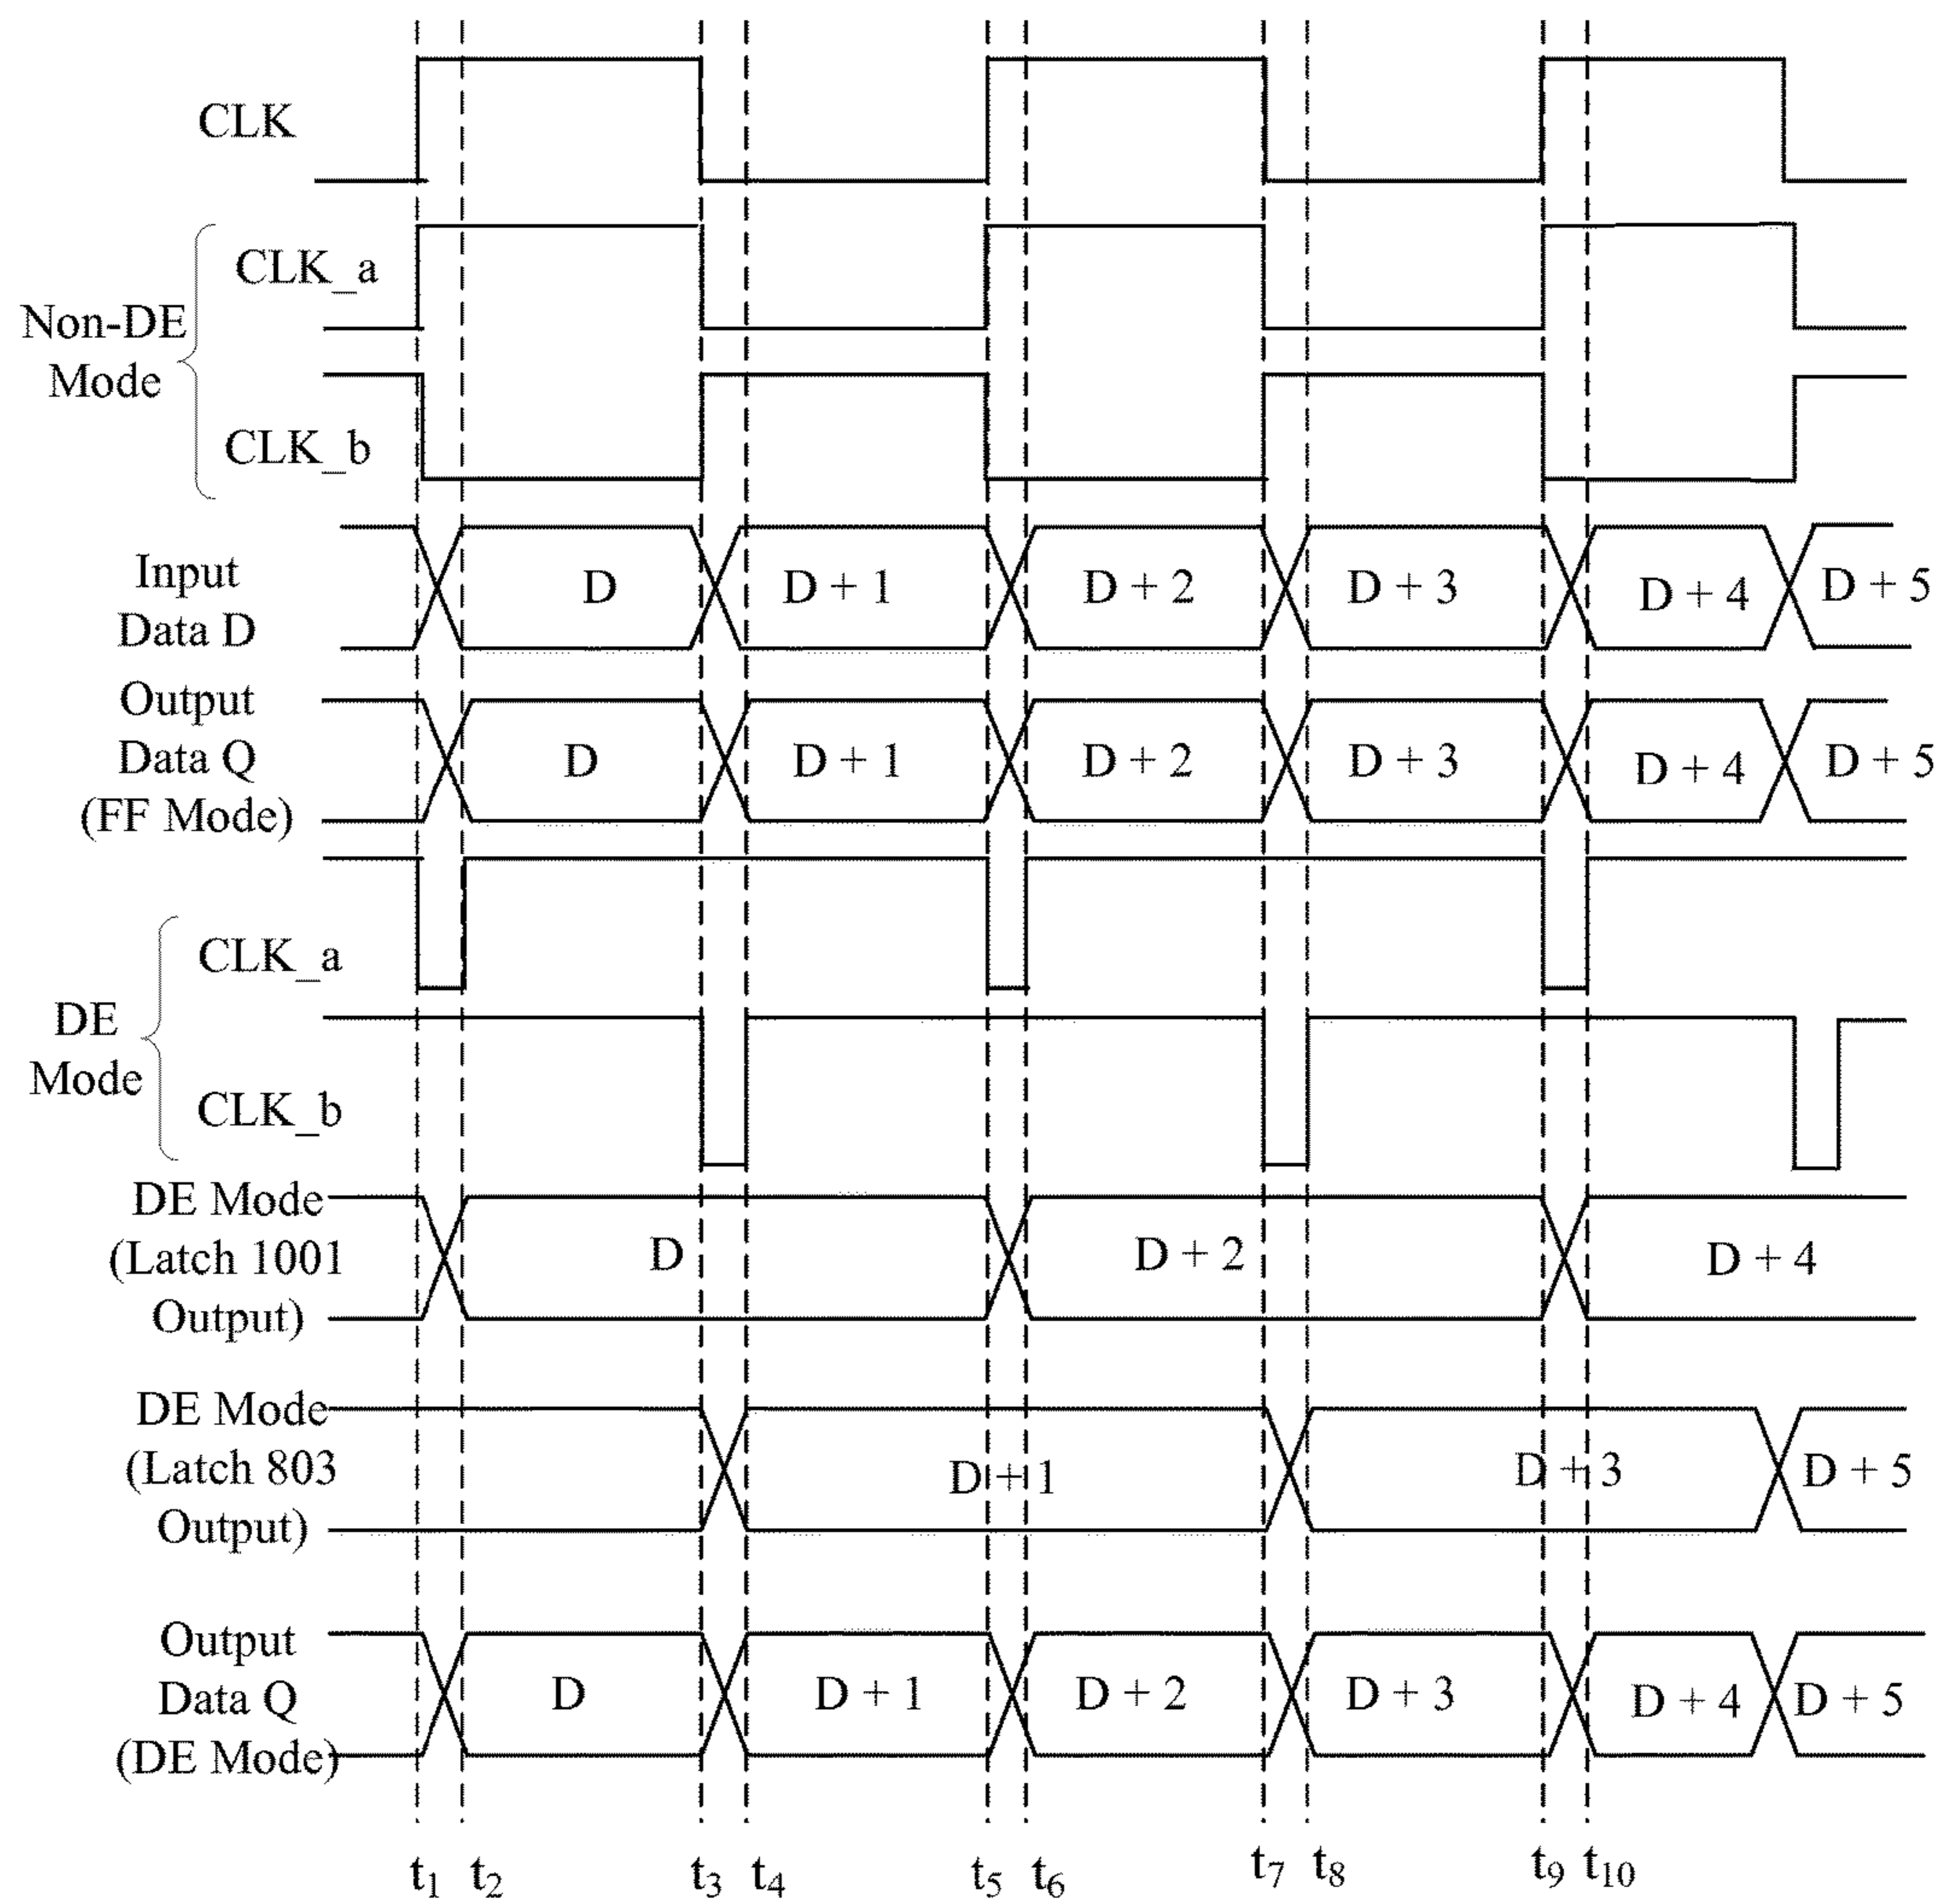 CLK
CLK_a
Non-DE
Mode
CLK_b
Input
Data D
D
D + 1
D + 2
D + 3
D + 4
D + 5
Output
Data Q
(FF Mode)
D
D + 1
D + 2
D + 3
D + 4
D + 5
CLK_a
DE
Mode
CLK_b
DE Mode
(Latch 1001
Output)
D
D + 2
D + 4
DE Mode
(Latch 803
Output)
D + 1
D + 3
D + 5
Output
Data Q
(DE Mode)
D
D + 1
D + 2
D + 3
D + 4
D + 5
t1 t2 t3 t4 t5 t6 t7 t8 t9 t10